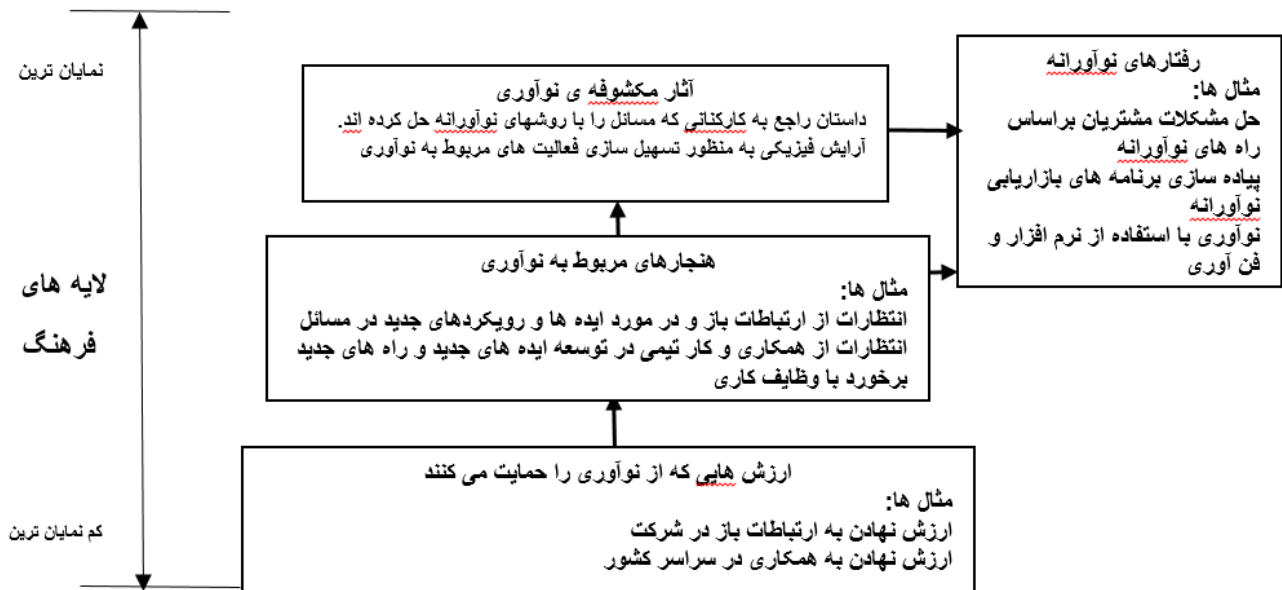 نمایان ترین
لایه های
فرهنگ
کم نمایان ترین
رفتارهای نوآورانه
مثال ها:
حل مشکلات مشتریان براساس
راه های نوآورانه
پیاده سازی برنامه های بازاریابی
نوآورانه
نوآوری با استفاده از نرم افزار و
فن آوری
آثار مکشوفه ی نوآوری
داستان راجع به کارکنانی که مسائل را با روشهای نوآورانه حل کرده اند.
آرایش فیزیکی به منظور تسهیل سازی فعالیت های مربوط به نوآوری
هنجارهای مربوط به نوآوری
مثال ها:
انتظارات از ارتباطات باز و در مورد ایده ها و رویکردهای جدید در مسائل
انتظارات از همکاری و کار تیمی در توسعه ایده های جدید و راه های جدید
برخورد با وظایف کاری
ارزش هایی که از نوآوری را حمایت می کنند
مثال ها:
ارزش نهادن به ارتباطات باز در شرکت
ارزش نهادن به همکاری در سراسر کشور